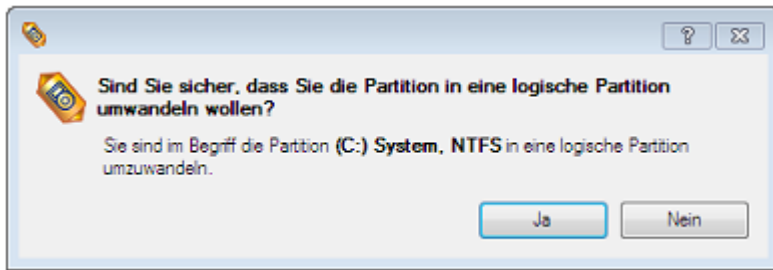 Sind Sie sicher, dass Sie die Partition in eine logische Partition
umwandeln wollen?
Sie sind im Begriff die Partition (C:) System, NTFS in eine logische Partition
umzuwandeln.
Ja
Nein